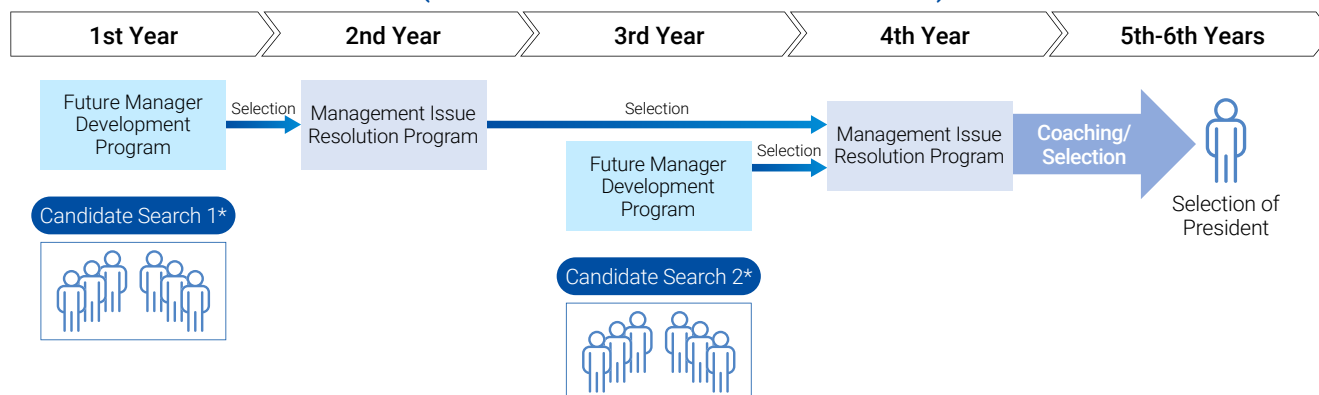 1st Year
2nd Year
3rd Year
4th Year
5th-6th Years
Future Manager
Development
Program
Selection
Management Issue
Resolution Program
Selection
Selection
Future Manager
Development
Program
Management Issue
Resolution Program
Coaching/
Selection
Selection of
President
Candidate Search 1*
Candidate Search 2*